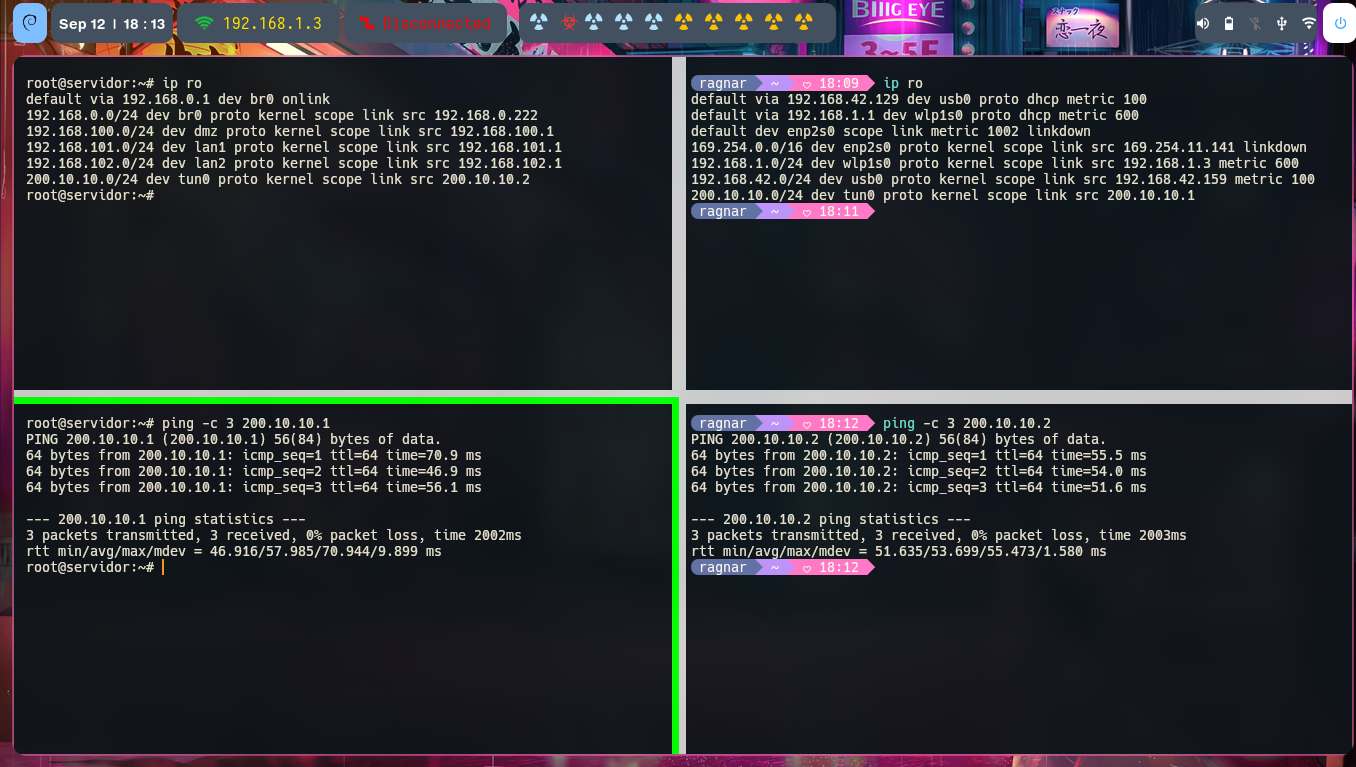 Sep 12 | 18:13
192.168.1.3
Disconnected
BIIIG EYE
3~5F
スナック
恋一夜
root@servidor:~# ip ro
default via 192.168.0.1 dev br0 onlink
192.168.0.0/24 dev br0 proto kernel scope link src 192.168.0.222
192.168.100.0/24 dev dmz proto kernel scope link src 192.168.100.1
192.168.101.0/24 dev lan1 proto kernel scope link src 192.168.101.1
192.168.102.0/24 dev lan2 proto kernel scope link src 192.168.102.1
200.10.10.0/24 dev tun0 proto kernel scope link src 200.10.10.2
root@servidor:~#
ragnar ~ ♡ 18:09 ip ro
default via 192.168.42.129 dev usb0 proto dhcp metric 100
default via 192.168.1.1 dev wlp1s0 proto dhcp metric 600
default dev enp2s0 scope link metric 1002 linkdown
169.254.0.0/16 dev enp2s0 proto kernel scope link src 169.254.11.141 linkdown
192.168.1.0/24 dev wlp1s0 proto kernel scope link src 192.168.1.3 metric 600
192.168.42.0/24 dev usb0 proto kernel scope link src 192.168.42.159 metric 100
200.10.10.0/24 dev tun0 proto kernel scope link src 200.10.10.1
ragnar ~ ♡ 18:11
root@servidor:~# ping -c 3 200.10.10.1
PING 200.10.10.1 (200.10.10.1) 56(84) bytes of data.
64 bytes from 200.10.10.1: icmp_seq=1 ttl=64 time=70.9 ms
64 bytes from 200.10.10.1: icmp_seq=2 ttl=64 time=46.9 ms
64 bytes from 200.10.10.1: icmp_seq=3 ttl=64 time=56.1 ms
--- 200.10.10.1 ping statistics ---
3 packets transmitted, 3 received, 0% packet loss, time 2002ms
rtt min/avg/max/mdev = 46.916/57.985/70.944/9.899 ms
root@servidor:~#
ragnar ~ ♡ 18:12 ping -c 3 200.10.10.2
PING 200.10.10.2 (200.10.10.2) 56(84) bytes of data.
64 bytes from 200.10.10.2: icmp_seq=1 ttl=64 time=55.5 ms
64 bytes from 200.10.10.2: icmp_seq=2 ttl=64 time=54.0 ms
64 bytes from 200.10.10.2: icmp_seq=3 ttl=64 time=51.6 ms
--- 200.10.10.2 ping statistics ---
3 packets transmitted, 3 received, 0% packet loss, time 2003ms
rtt min/avg/max/mdev = 51.635/53.699/55.473/1.580 ms
ragnar ~ ♡ 18:12